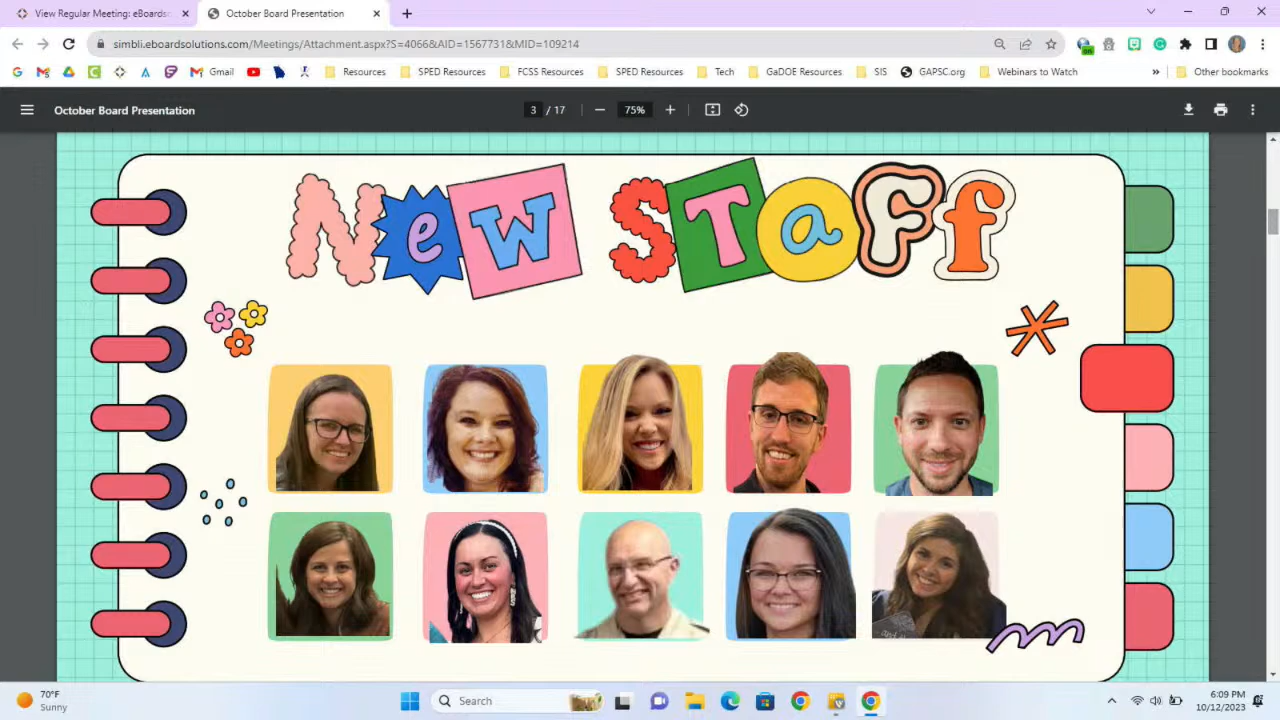 View Regular Meeting: eBoards
October Board Presentation
simbli.eboardsolutions.com/Meetings/Attachment.aspx?S=4066&AID=1567731&MID=109214
Gmail Resources SPED Resources FCSS Resources SPED Resources Tech GaDOE Resources SIS GAPSC.org Webinars to Watch » Other bookmarks
October Board Presentation 3 / 17 75%
New STaFf
70°F
Sunny
Search
6:09 PM
10/12/2023